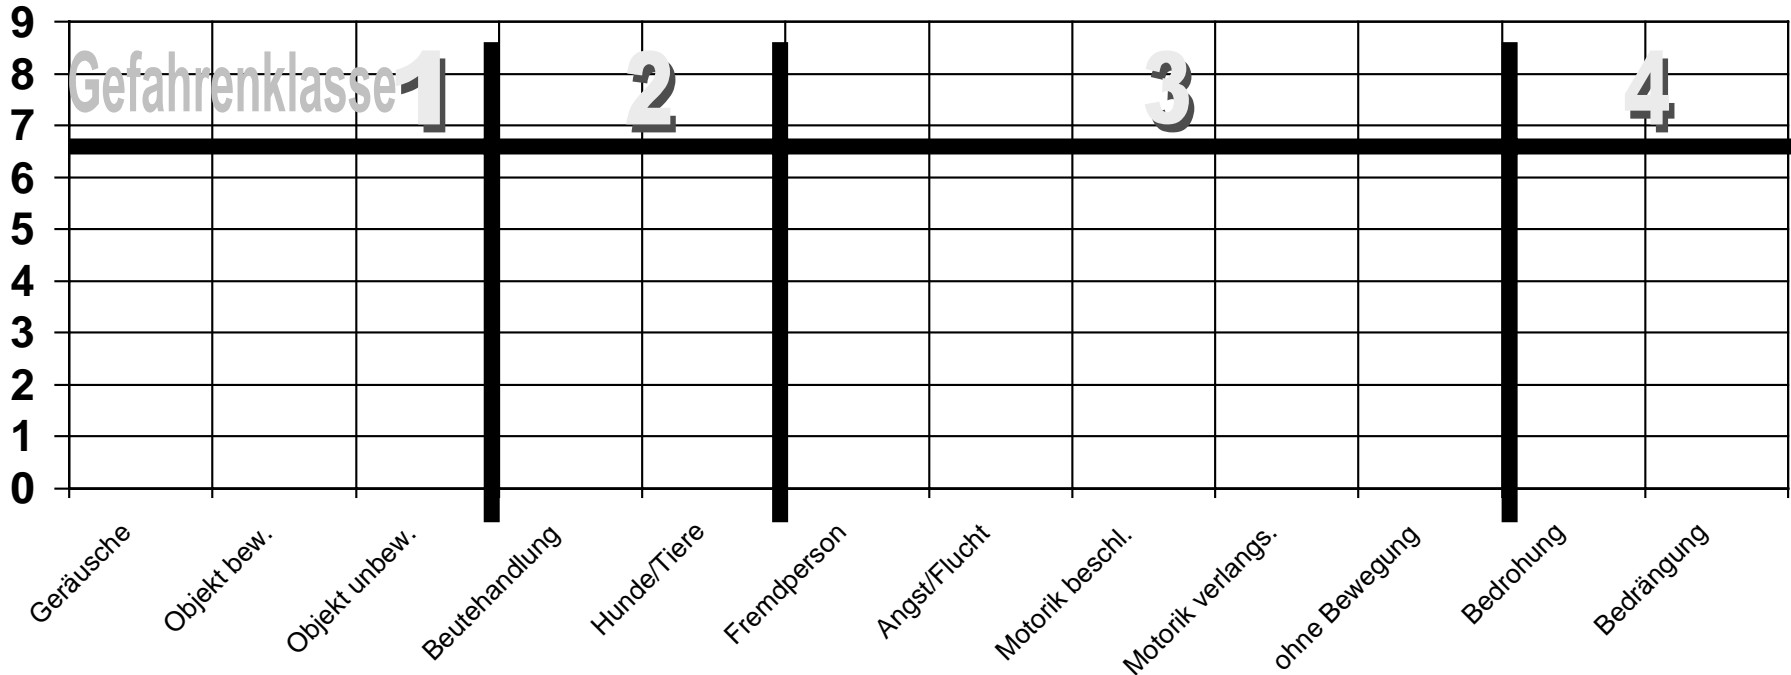 9
8
7
6
5
4
3
2
1
0
Gefahrenklasse 1 2 3 4
Geräusche
Objekt bew.
Objekt unbew.
Beutehandlung
Hunde/Tiere
Fremdperson
Angst/Flucht
Motorik beschl.
Motorik verlangs.
ohne Bewegung
Bedrohung
Bedrängung